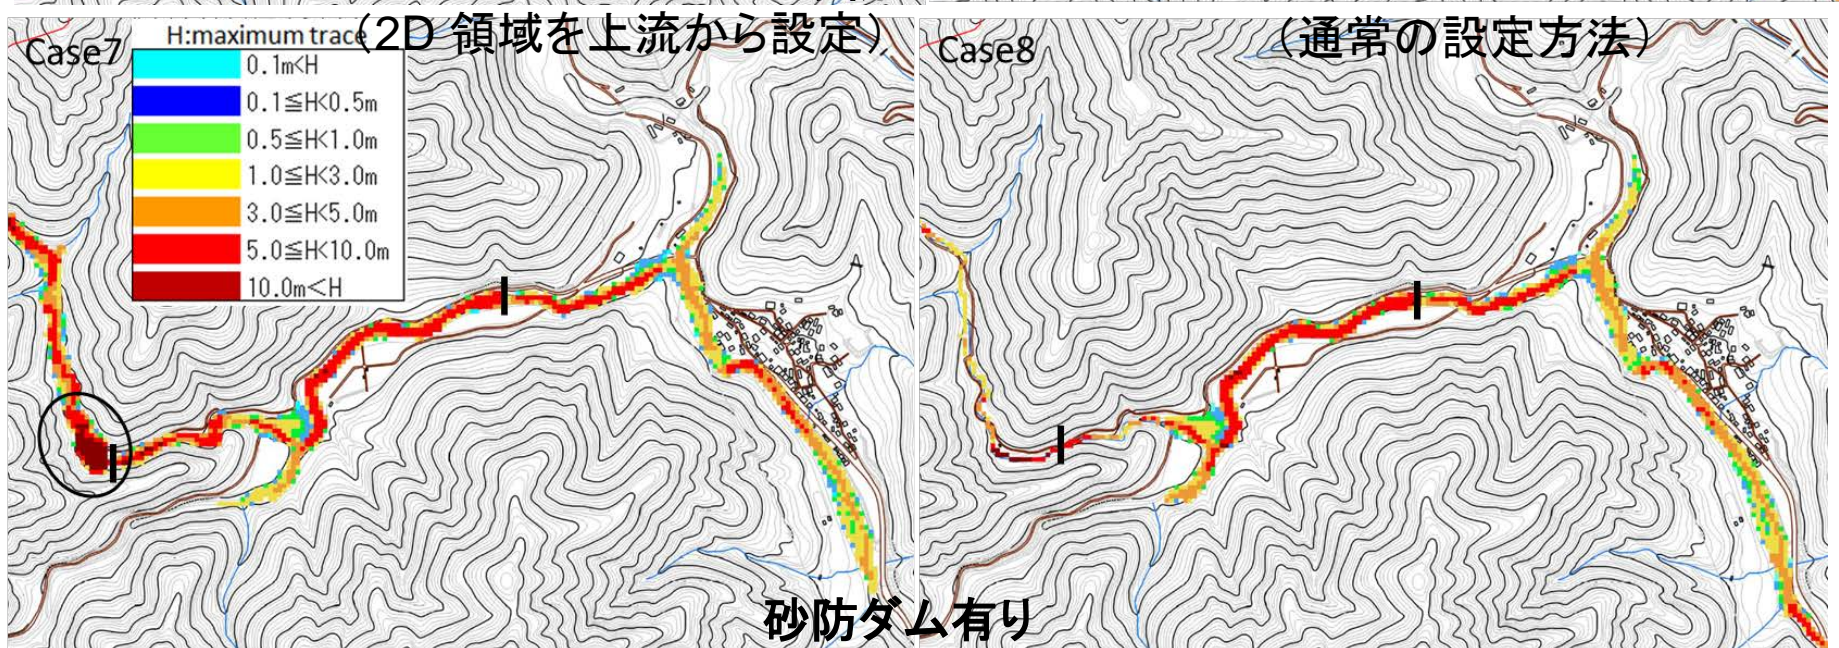 Case7
H:maximum trace
(2D 領域を上流から設定)
0.1m<H
0.1≦H<0.5m
0.5≦H<1.0m
1.0≦H<3.0m
3.0≦H<5.0m
5.0≦H<10.0m
10.0m<H
Case8
(通常の設定方法)
砂防ダム有り